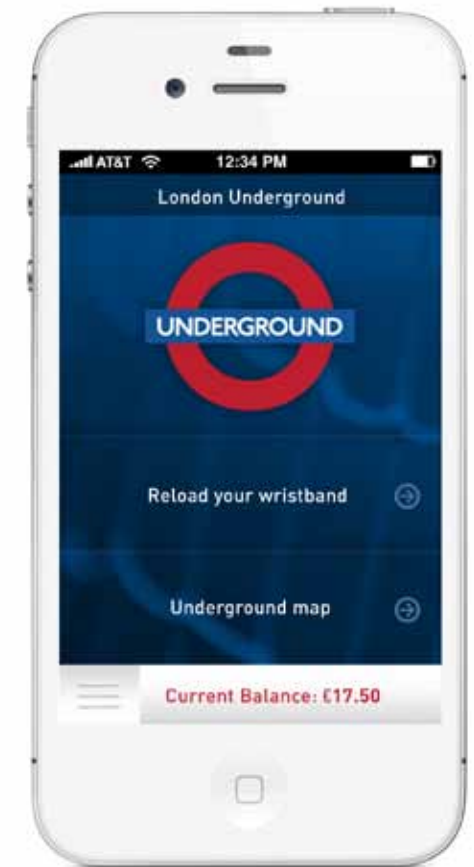 AT&T 12:34 PM
London Underground
UNDERGROUND
Reload your wristband
Underground map
Current Balance: £17.50